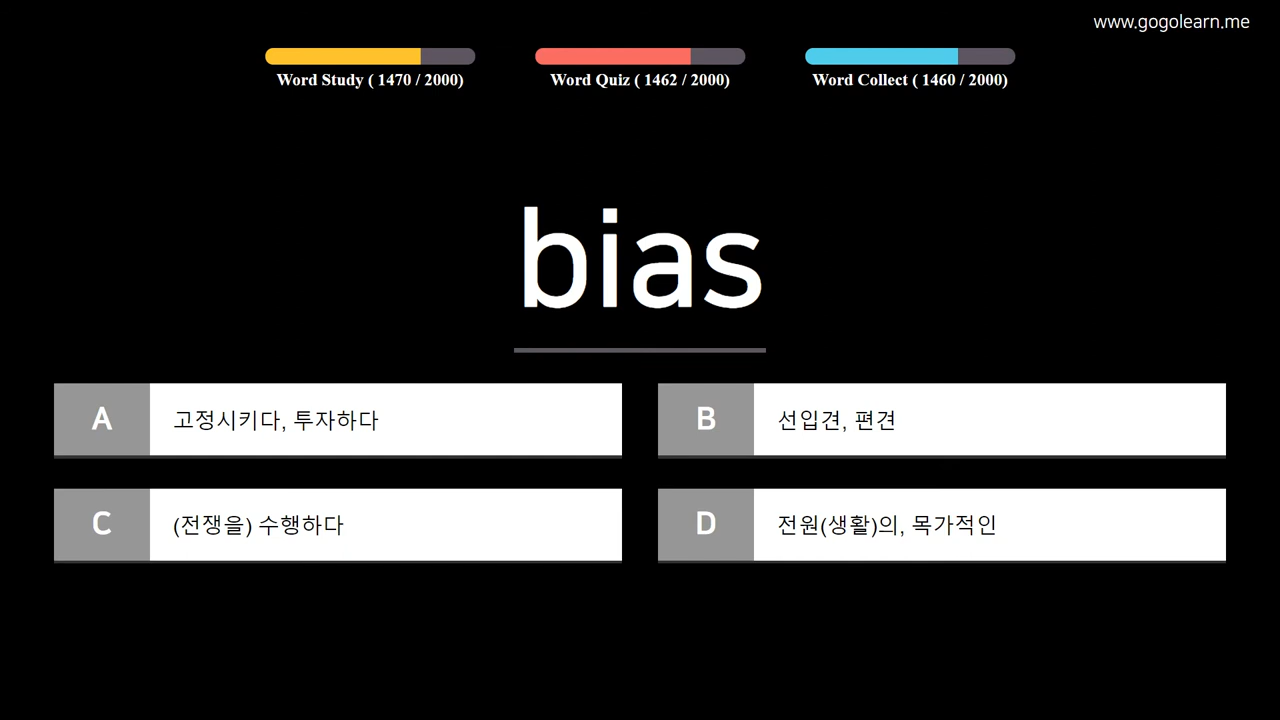 www.gogolearn.me
Word Study ( 1470 / 2000)
Word Quiz ( 1462 / 2000)
Word Collect ( 1460 / 2000)
bias
A 고정시키다, 투자하다
B 선입견, 편견
C (전쟁을) 수행하다
D 전원(생활)의, 목가적인